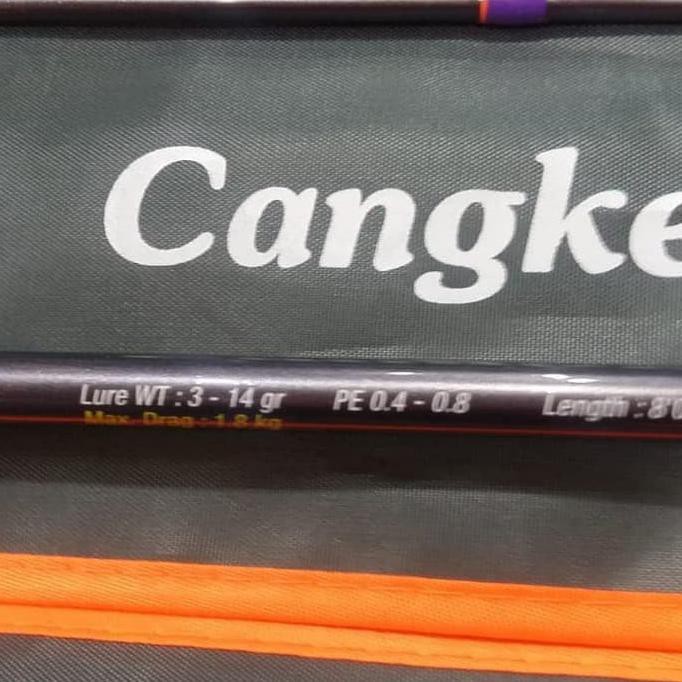 Cangke
Lure WT : 3 - 14 gr PE 0.4 - 0.8 Length : 8'0
Max. Drag : 1.8 kg